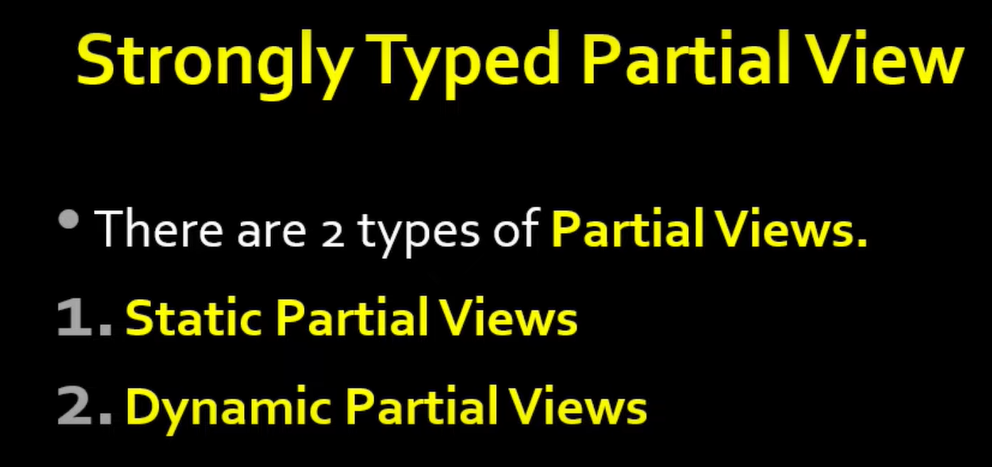 Strongly Typed Partial View
• There are 2 types of Partial Views.
1. Static Partial Views
2. Dynamic Partial Views